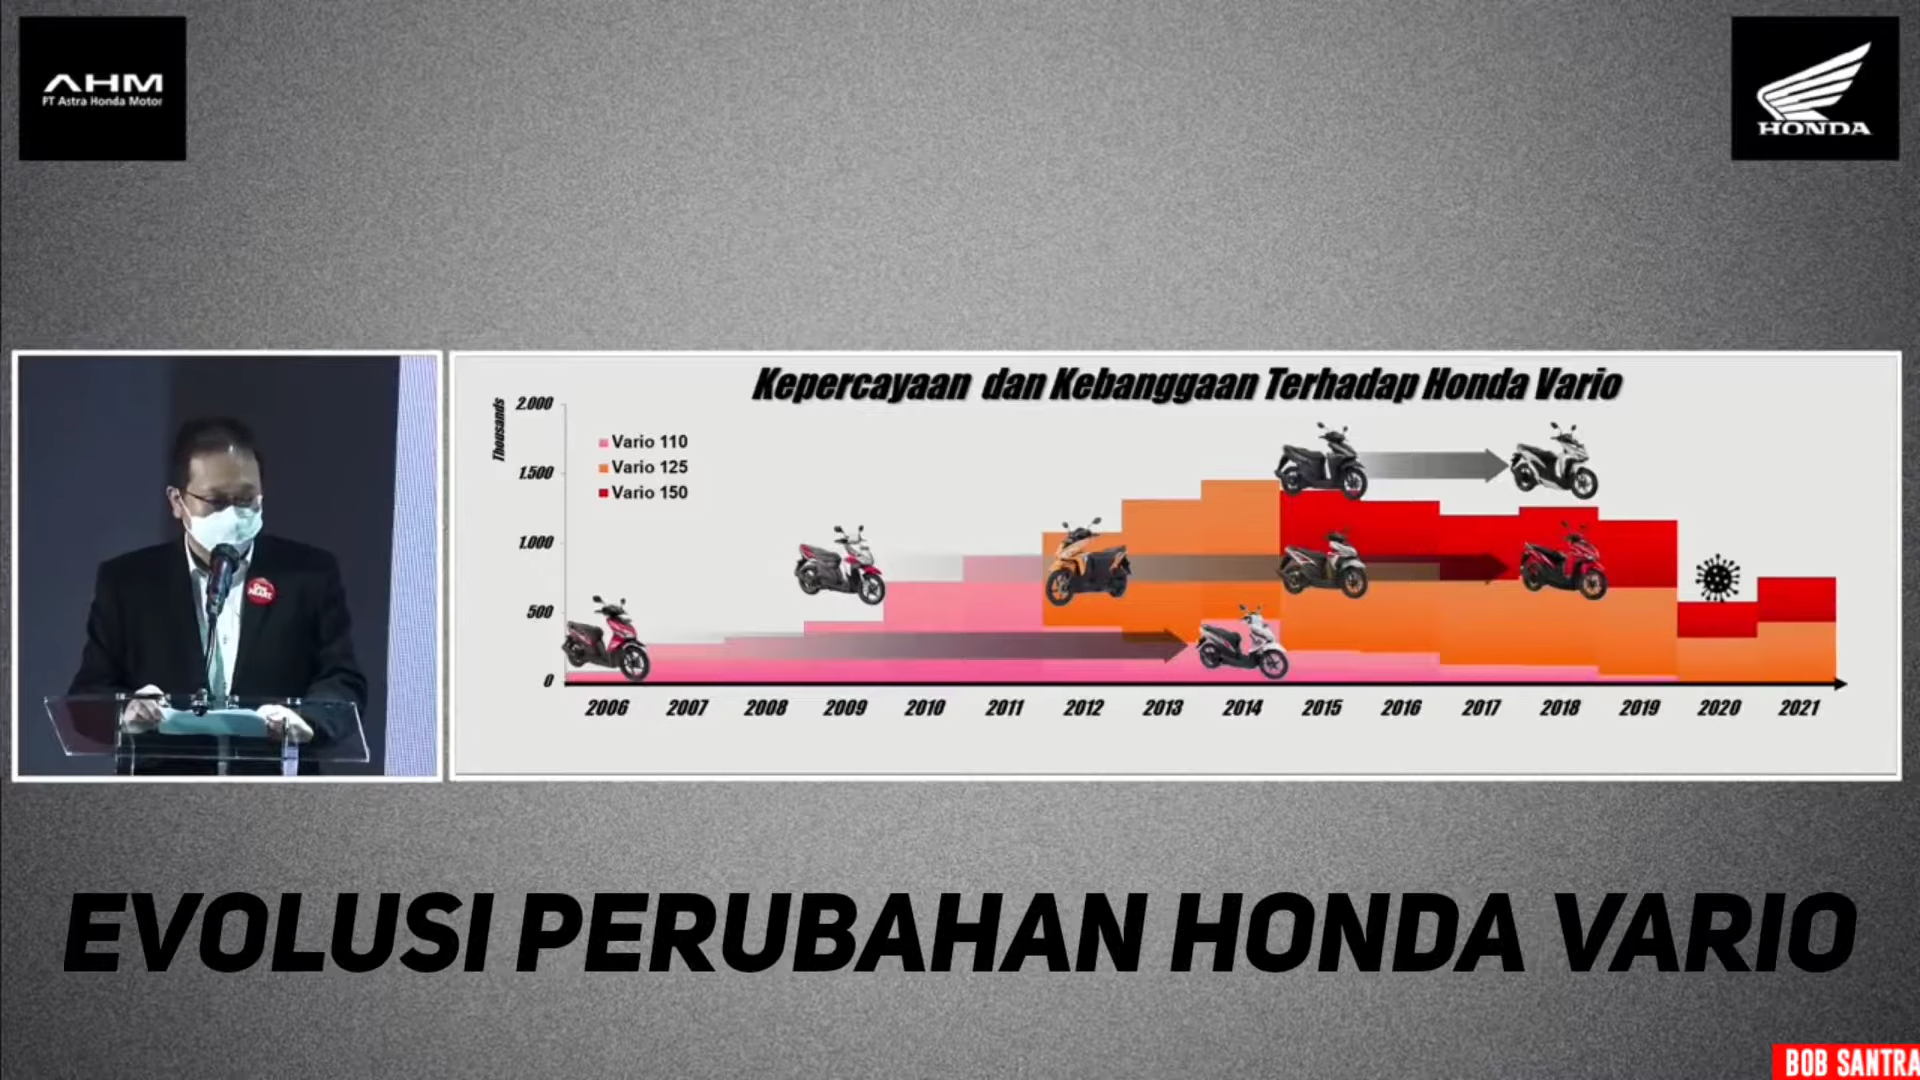 AHM
PT Astra Honda Motor
HONDA
Kepercayaan dan Kebanggaan Terhadap Honda Vario
Thousands
2.000
1.500
1.000
500
0
Vario 110
Vario 125
Vario 150
2006 2007 2008 2009 2010 2011 2012 2013 2014 2015 2016 2017 2018 2019 2020 2021
EVOLUSI PERUBAHAN HONDA VARIO
BOB SANTRA